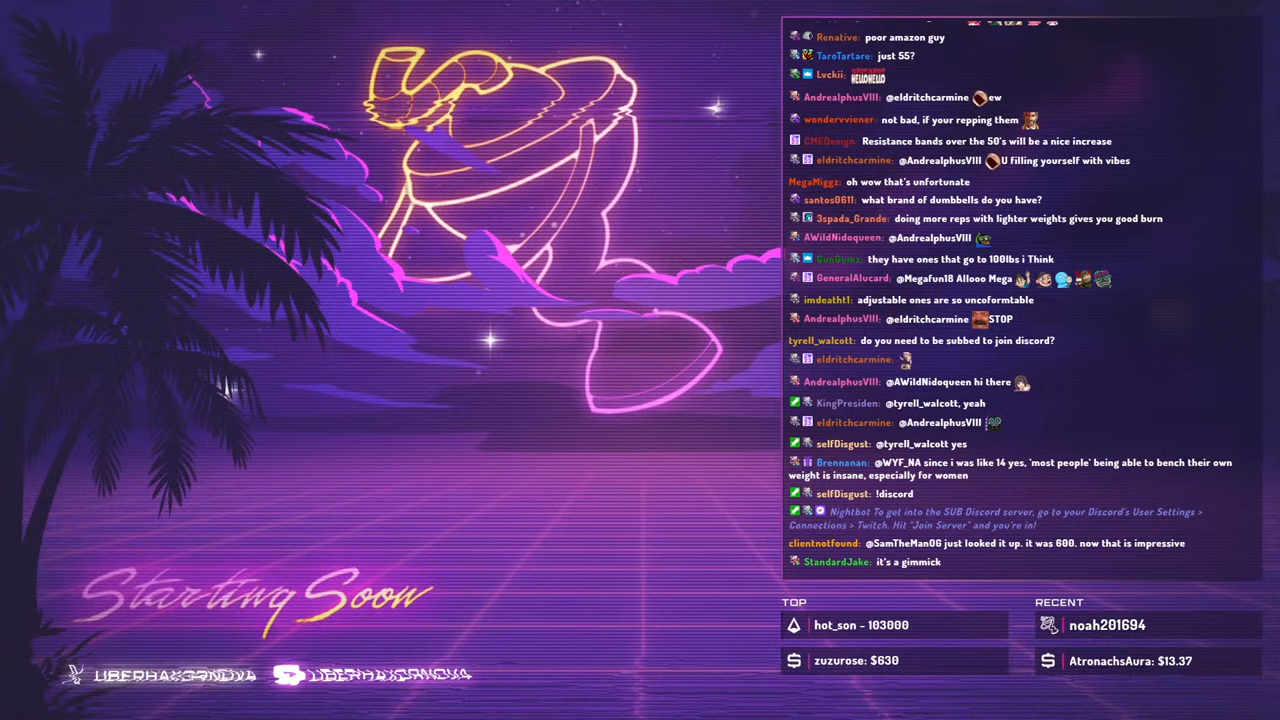 Renative: poor amazon guy
TaroTartare: just 55?
Lvckii: HELLOHELLO
AndrealphusVIII: @eldritchcarmine ew
wondervviener: not bad, if your repping them
CMEDesign: Resistance bands over the 50's will be a nice increase
eldritchcarmine: @AndrealphusVIII U filling yourself with vibes
MegaMiggz: oh wow that's unfortunate
santos0611: what brand of dumbbells do you have?
3spada_Grande: doing more reps with lighter weights gives you good burn
AWildNidoqueen: @AndrealphusVIII
GunGumz: they have ones that go to 100lbs i Think
GeneralAlucard: @Megafun18 Allooo Mega
imdeatht1: adjustable ones are so uncoformtable
AndrealphusVIII: @eldritchcarmine STOP
tyrell_walcott: do you need to be subbed to join discord?
eldritchcarmine:
AndrealphusVIII: @AWildNidoqueen hi there
KingPresiden: @tyrell_walcott, yeah
eldritchcarmine: @AndrealphusVIII
selfDisgust: @tyrell_walcott yes
Brennanan: @WYF_NA since i was like 14 yes, 'most people' being able to bench their own
weight is insane, especially for women
selfDisgust: !discord
Nightbot To get into the SUB Discord server, go to your Discord's User Settings >
Connections > Twitch. Hit "Join Server" and you're in!
clientnotfound: @SamTheManOG just looked it up. it was 600. now that is impressive
StandardJake: it's a gimmick
Starting Soon
TOP
RECENT
hot_son - 103000
noah201694
zuzurose: $630
AtronachsAura: $13.37